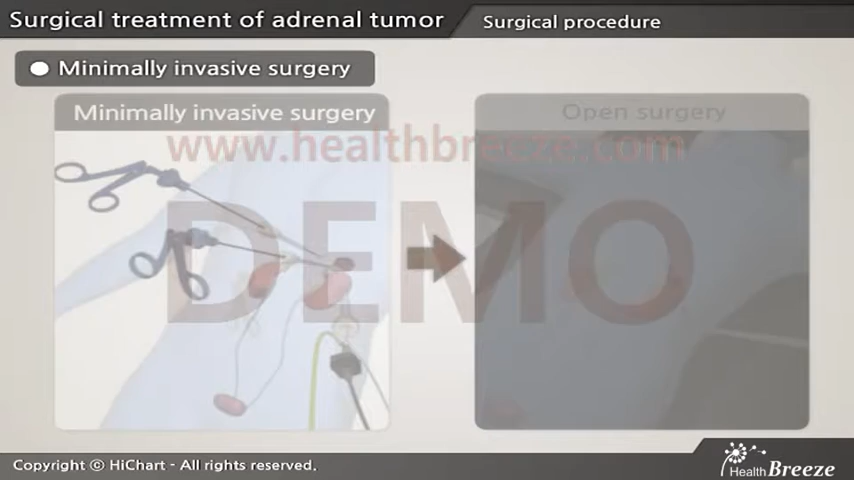 Surgical treatment of adrenal tumor
Surgical procedure
Minimally invasive surgery
Minimally invasive surgery
Open surgery
www.healthbreeze.com
DEMO
Copyright © HiChart - All rights reserved.
Health Breeze